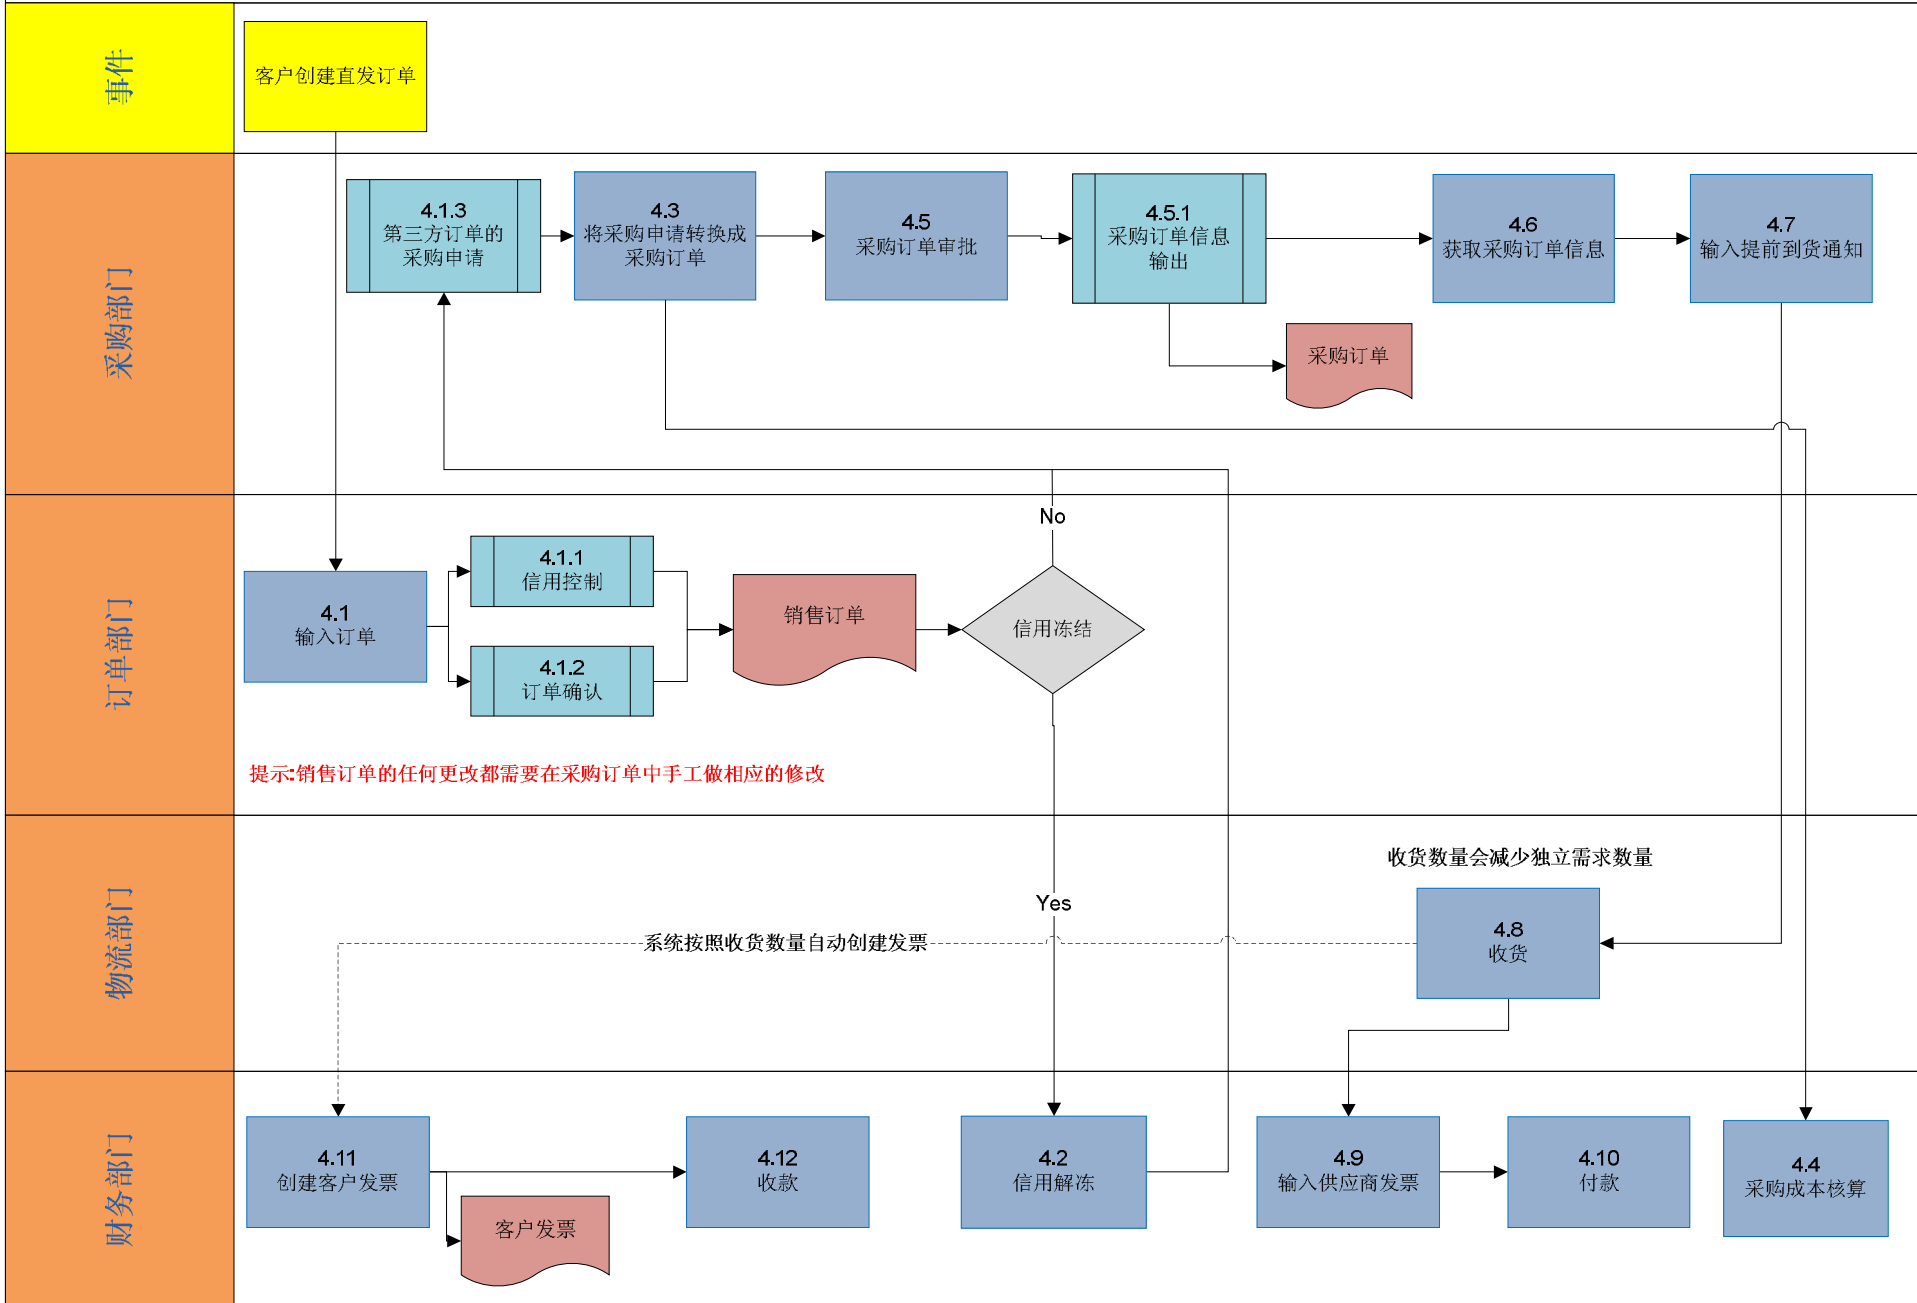 事件
客户创建直发订单
采购部门
4.1.3
第三方订单的
采购申请
4.3
将采购申请转换成
采购订单
4.5
采购订单审批
4.5.1
采购订单信息
输出
4.6
获取采购订单信息
4.7
输入提前到货通知
采购订单
订单部门
No
4.1
输入订单
4.1.1
信用控制
4.1.2
订单确认
销售订单
信用冻结
提示:销售订单的任何更改都需要在采购订单中手工做相应的修改
物流部门
收货数量会减少独立需求数量
Yes
系统按照收货数量自动创建发票
4.8
收货
财务部门
4.11
创建客户发票
客户发票
4.12
收款
4.2
信用解冻
4.9
输入供应商发票
4.10
付款
4.4
采购成本核算